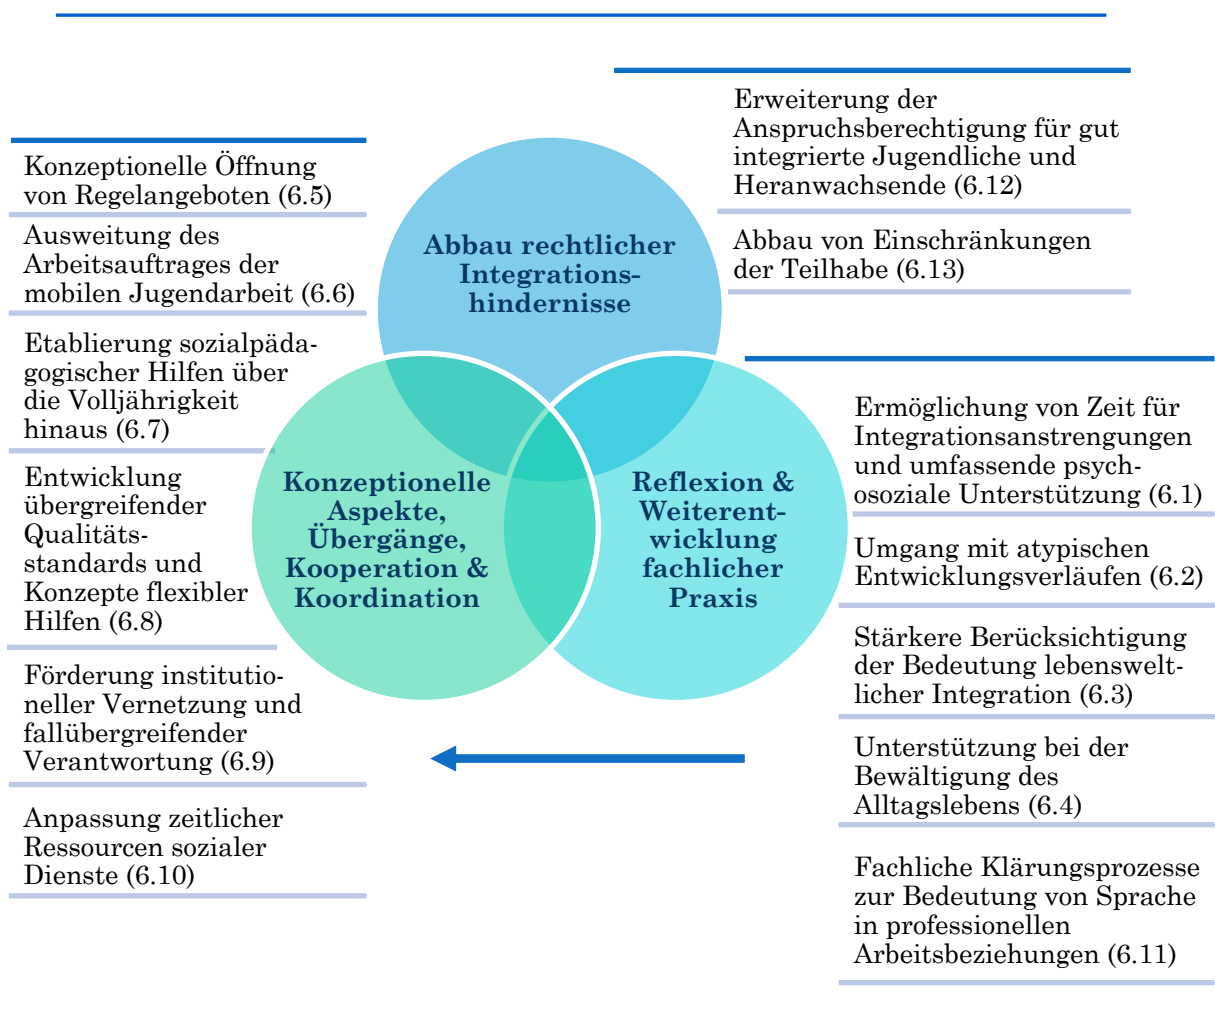 Erweiterung der
Anspruchsberechtigung für gut
integrierte Jugendliche und
Heranwachsende (6.12)
Abbau von Einschränkungen
der Teilhabe (6.13)
Konzeptionelle Öffnung
von Regelangeboten (6.5)
Ausweitung des
Arbeitsauftrages der
mobilen Jugendarbeit (6.6)
Etablierung sozialpäda-
gogischer Hilfen über
die Volljährigkeit
hinaus (6.7)
Entwicklung
übergreifender
Qualitäts-
standards und
Konzepte flexibler
Hilfen (6.8)
Förderung institutio-
neller Vernetzung und
fallübergreifender
Verantwortung (6.9)
Anpassung zeitlicher
Ressourcen sozialer
Dienste (6.10)
Abbau rechtlicher
Integrations-
hindernisse
Konzeptionelle
Aspekte,
Übergänge,
Kooperation &
Koordination
Reflexion &
Weiterent-
wicklung
fachlicher
Praxis
Ermöglichung von Zeit für
Integrationsanstrengungen
und umfassende psych-
osoziale Unterstützung (6.1)
Umgang mit atypischen
Entwicklungsverläufen (6.2)
Stärkere Berücksichtigung
der Bedeutung lebenswelt-
licher Integration (6.3)
Unterstützung bei der
Bewältigung des
Alltagslebens (6.4)
Fachliche Klärungsprozesse
zur Bedeutung von Sprache
in professionellen
Arbeitsbeziehungen (6.11)